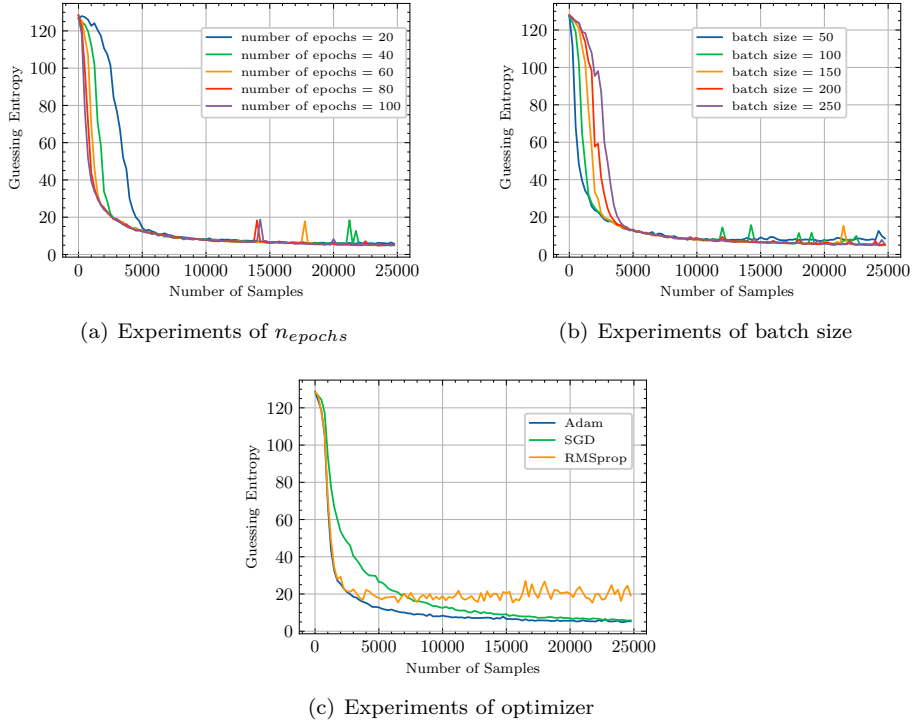 Guessing Entropy
120
100
80
60
40
20
0
number of epochs = 20
number of epochs = 40
number of epochs = 60
number of epochs = 80
number of epochs = 100
0 5000 10000 15000 20000 25000
Number of Samples
(a) Experiments of n_epochs
Guessing Entropy
120
100
80
60
40
20
0
batch size = 50
batch size = 100
batch size = 150
batch size = 200
batch size = 250
0 5000 10000 15000 20000 25000
Number of Samples
(b) Experiments of batch size
Guessing Entropy
120
100
80
60
40
20
0
Adam
SGD
RMSprop
0 5000 10000 15000 20000 25000
Number of Samples
(c) Experiments of optimizer